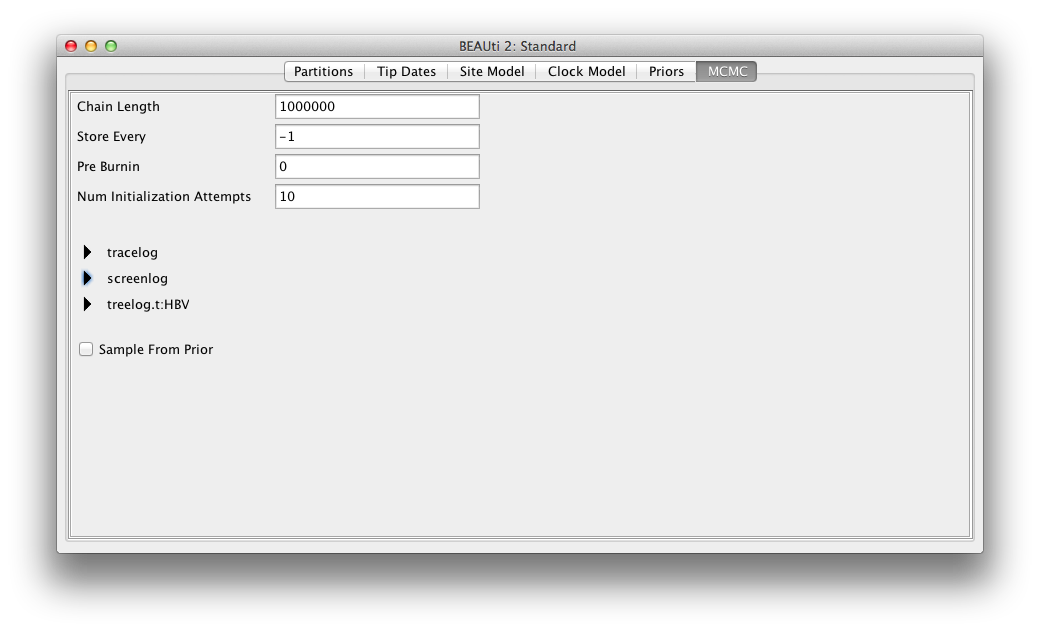 BEAUti 2: Standard
Partitions Tip Dates Site Model Clock Model Priors MCMC
Chain Length 1000000
Store Every -1
Pre Burnin 0
Num Initialization Attempts 10
tracelog
screenlog
treelog.t:HBV
Sample From Prior